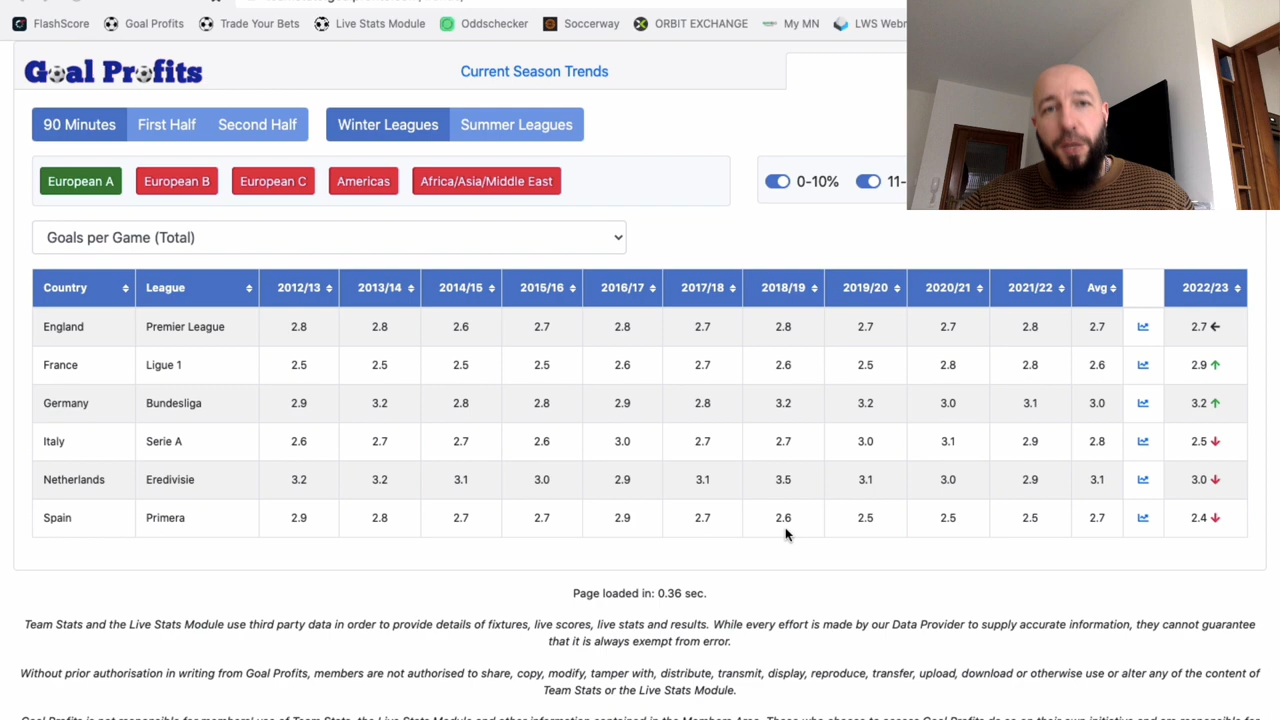 FlashScore Goal Profits Trade Your Bets Live Stats Module Oddschecker Soccerway ORBIT EXCHANGE My MN
Goal Profits Current Season Trends
90 Minutes First Half Second Half Winter Leagues Summer Leagues
European A European B European C Americas Africa/Asia/Middle East 0-10% 11-
Goals per Game (Total)
Country League 2012/13 2013/14 2014/15 2015/16 2016/17 2017/18 2018/19 2019/20 2020/21 2021/22 Avg 2022/23
England Premier League 2.8 2.8 2.6 2.7 2.8 2.7 2.8 2.7 2.7 2.8 2.7 2.7
France Ligue 1 2.5 2.5 2.5 2.5 2.6 2.7 2.6 2.5 2.8 2.8 2.6 2.9
Germany Bundesliga 2.9 3.2 2.8 2.8 2.9 2.8 3.2 3.2 3.0 3.1 3.0 3.2
Italy Serie A 2.6 2.7 2.7 2.6 3.0 2.7 2.7 3.0 3.1 2.9 2.8 2.5
Netherlands Eredivisie 3.2 3.2 3.1 3.0 2.9 3.1 3.5 3.1 3.0 2.9 3.1 3.0
Spain Primera 2.9 2.8 2.7 2.7 2.9 2.7 2.6 2.5 2.5 2.5 2.7 2.4
Page loaded in: 0.36 sec.
Team Stats and the Live Stats Module use third party data in order to provide details of fixtures, live scores, live stats and results. While every effort is made by our Data Provider to supply accurate information, they cannot guarantee
that it is always exempt from error.
Without prior authorisation in writing from Goal Profits, members are not authorised to share, copy, modify, tamper with, distribute, transmit, display, reproduce, transfer, upload, download or otherwise use or alter any of the content of
Team Stats or the Live Stats Module.